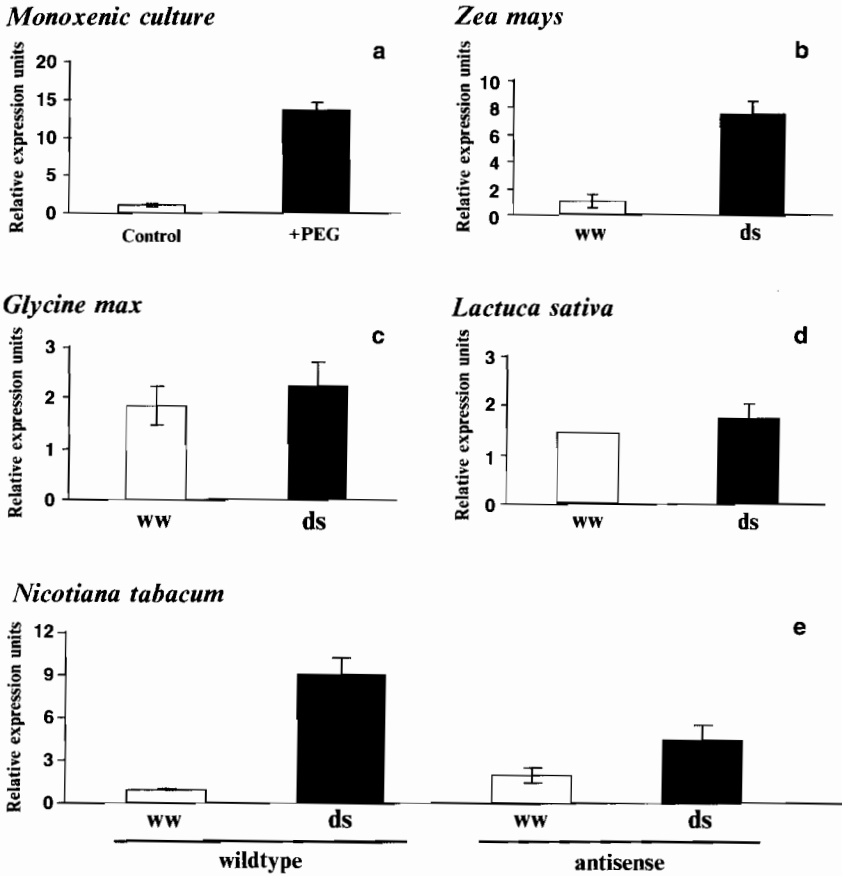 Monoxenic culture
a
Relative expression units
20
15
10
5
0
Control +PEG
Zea mays
b
Relative expression units
10
8
6
4
2
0
ww ds
Glycine max
c
Relative expression units
3
2
1
0
ww ds
Lactuca sativa
d
Relative expression units
3
2
1
0
ww ds
Nicotiana tabacum
e
Relative expression units
12
9
6
3
0
ww ds ww ds
wildtype antisense